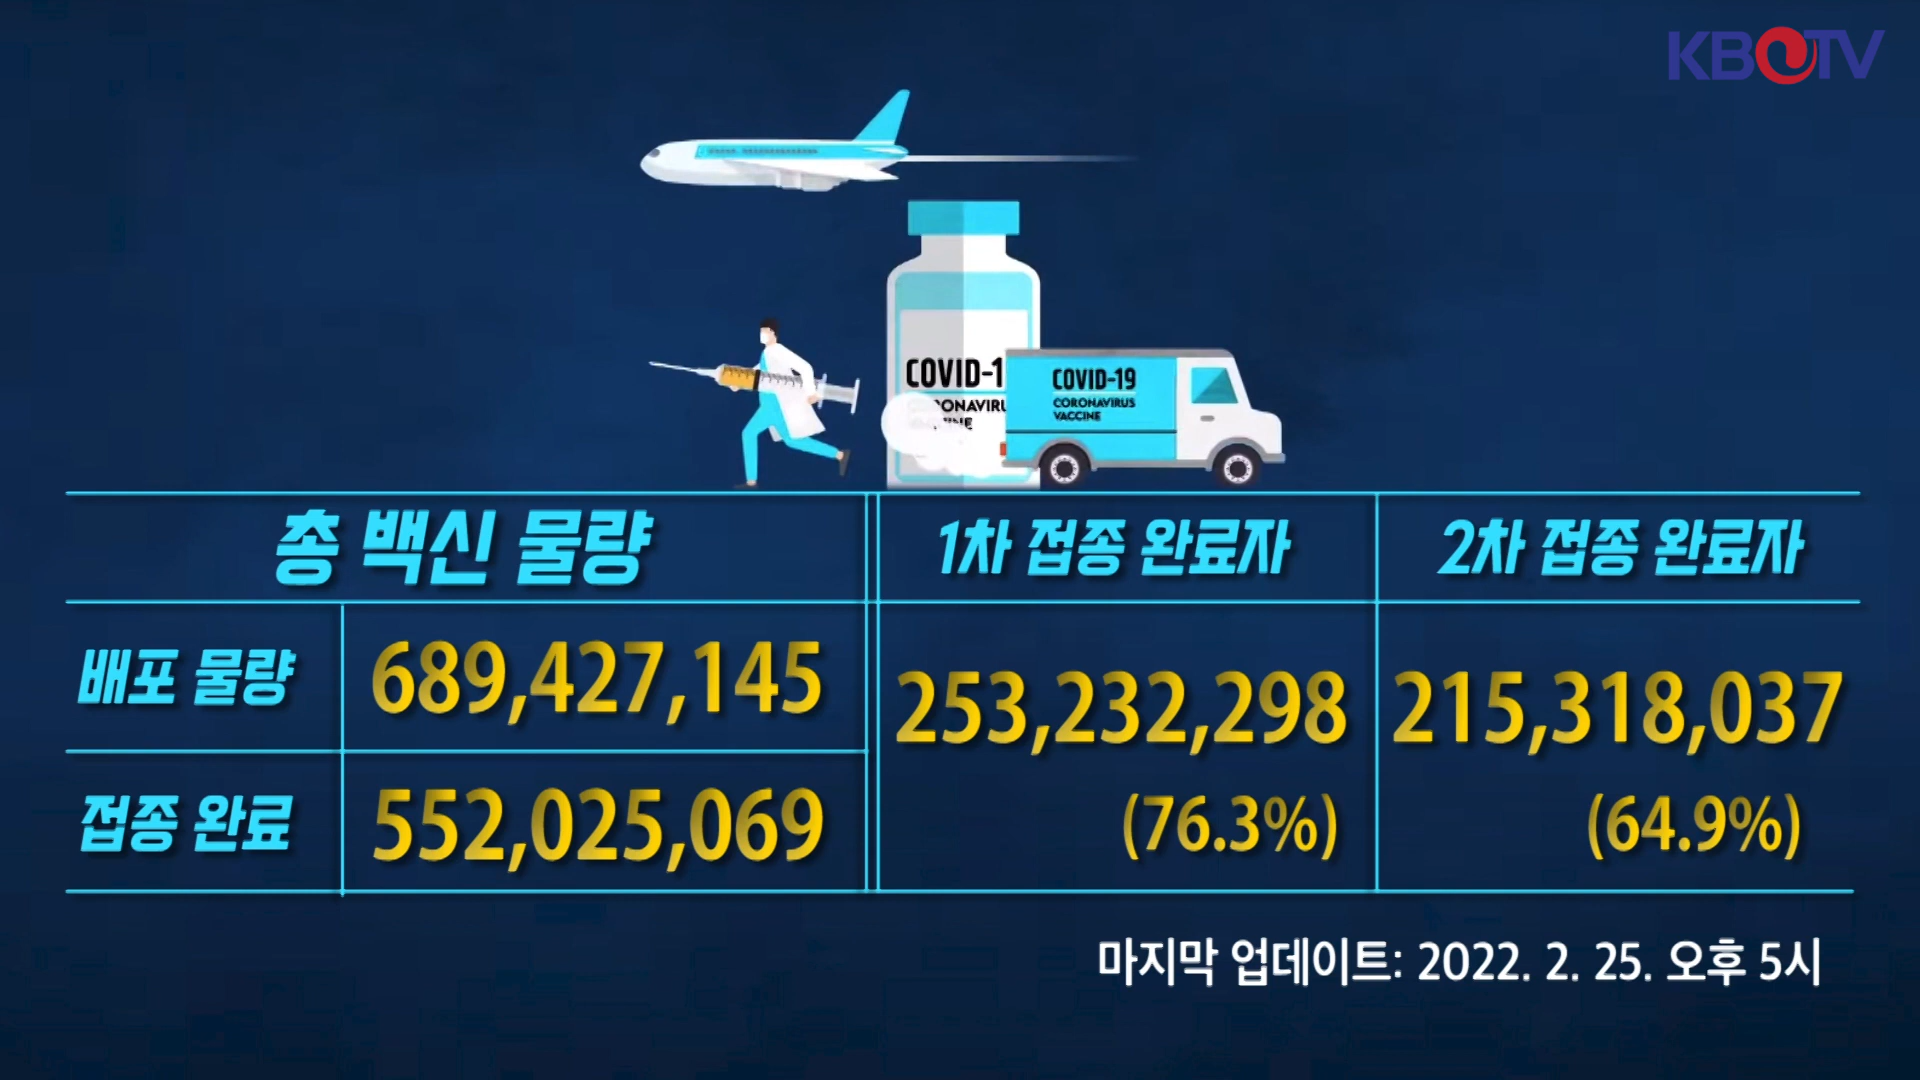 KBTV
COVID-1
COVID-19
CORONAVIRUS
VACCINE
총 백신 물량
1차 접종 완료자
2차 접종 완료자
배포 물량
689,427,145
253,232,298
215,318,037
접종 완료
552,025,069
(76.3%)
(64.9%)
마지막 업데이트: 2022. 2. 25. 오후 5시